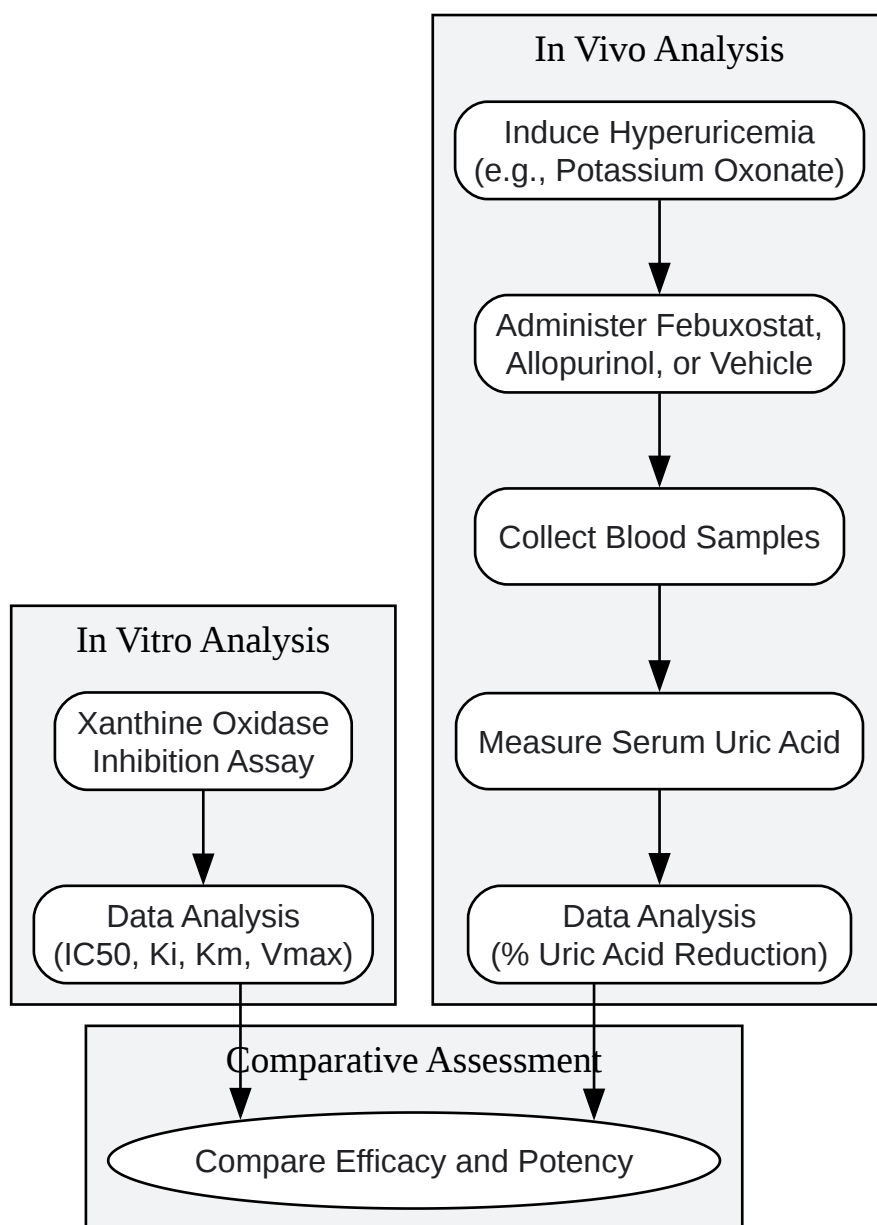 In Vivo Analysis
Induce Hyperuricemia
(e.g., Potassium Oxonate)
Administer Febuxostat,
Allopurinol, or Vehicle
Collect Blood Samples
Measure Serum Uric Acid
Data Analysis
(% Uric Acid Reduction)
In Vitro Analysis
Xanthine Oxidase
Inhibition Assay
Data Analysis
(IC50, Ki, Km, Vmax)
Comparative Assessment
Compare Efficacy and Potency